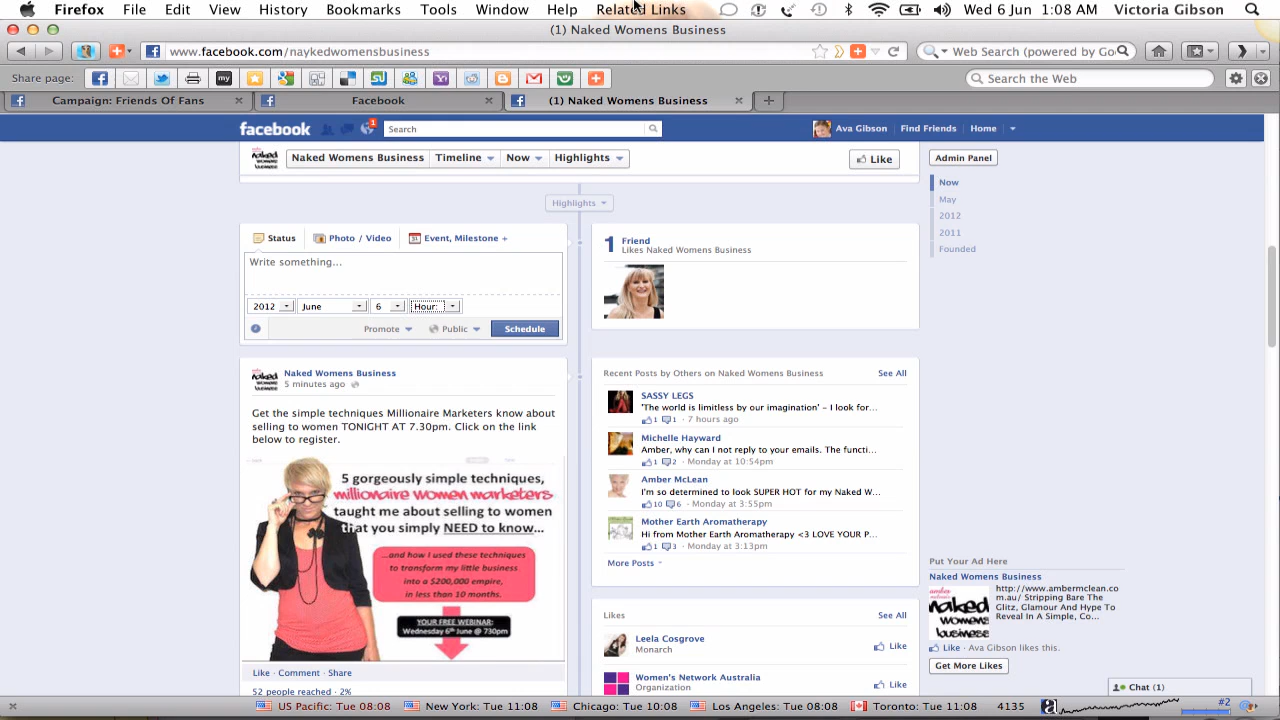 Firefox File Edit View History Bookmarks Tools Window Help Related Links Wed 6 Jun 1:08 AM Victoria Gibson
(1) Naked Womens Business
www.facebook.com/naykedwomensbusiness
Web Search (powered by Go
Share page:
Search the Web
Campaign: Friends Of Fans
Facebook
(1) Naked Womens Business
facebook
1
Search
Ava Gibson Find Friends Home
Naked Womens Business Timeline Now Highlights
Like
Admin Panel
Now
May
2012
2011
Founded
Highlights
Status Photo / Video Event, Milestone +
Write something...
2012 June 6 Hour:
Promote Public Schedule
1 Friend
Likes Naked Womens Business
Naked Womens Business
5 minutes ago
Get the simple techniques Millionaire Marketers know about
selling to women TONIGHT AT 7.30pm. Click on the link
below to register.
5 gorgeously simple techniques,
millionaire women marketers
taught me about selling to women
that you simply NEED to know...
...and how I used these techniques
to transform my little business
into a $200,000 empire,
in less than 10 months.
YOUR FREE WEBINAR:
Wednesday 6th June @ 730pm
Like · Comment · Share
52 people reached · 2%
Recent Posts by Others on Naked Womens Business See All
SASSY LEGS
'The world is limitless by our imagination' – I look for...
1 1 · 7 hours ago
Michelle Hayward
Amber, why can I not reply to your emails. The functi...
1 2 · Monday at 10:54pm
Amber McLean
I'm so determined to look SUPER HOT for my Naked W...
10 6 · Monday at 3:55pm
Mother Earth Aromatherapy
Hi from Mother Earth Aromatherapy <3 LOVE YOUR P...
1 3 · Monday at 3:13pm
More Posts
Likes See All
Leela Cosgrove
Monarch
Like
Women's Network Australia
Organization
Like
Put Your Ad Here
Naked Womens Business
http://www.ambermclean.co
m.au/ Stripping Bare The
Glitz, Glamour And Hype To
Reveal In A Simple, Co...
amber mclean's
naked
womens
business
Like · Ava Gibson likes this.
Get More Likes
Chat (1)
US Pacific: Tue 08:08 New York: Tue 11:08 Chicago: Tue 10:08 Los Angeles: Tue 08:08 Toronto: Tue 11:08 4135 #2